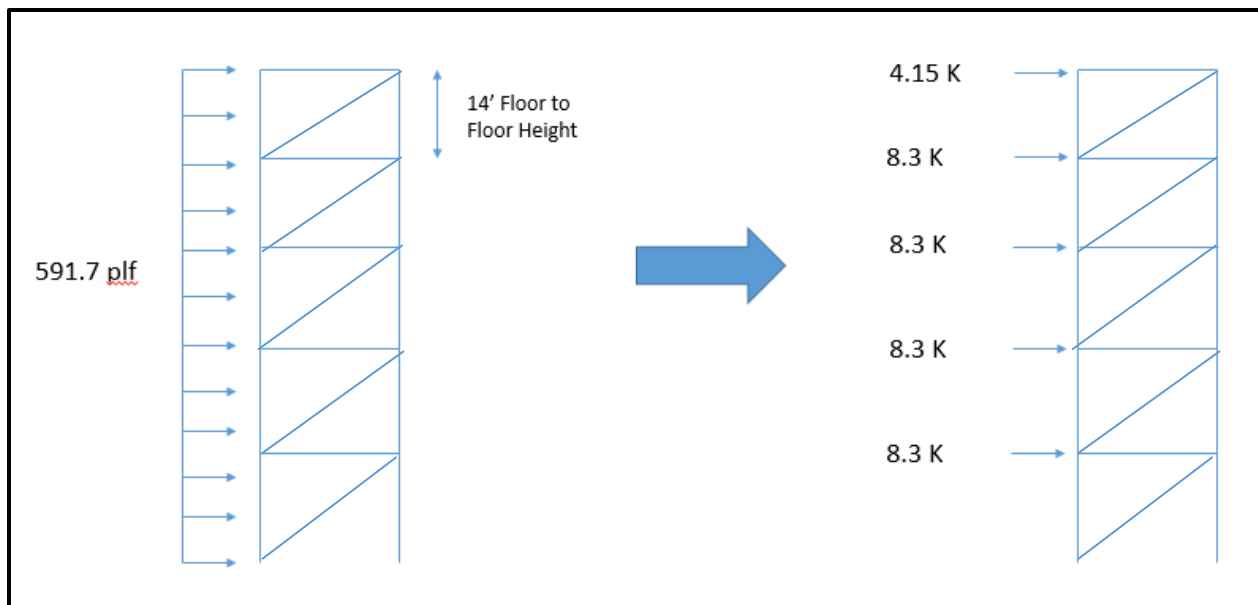 4.15 K
14’ Floor to
Floor Height
8.3 K
8.3 K
591.7 plf
8.3 K
8.3 K